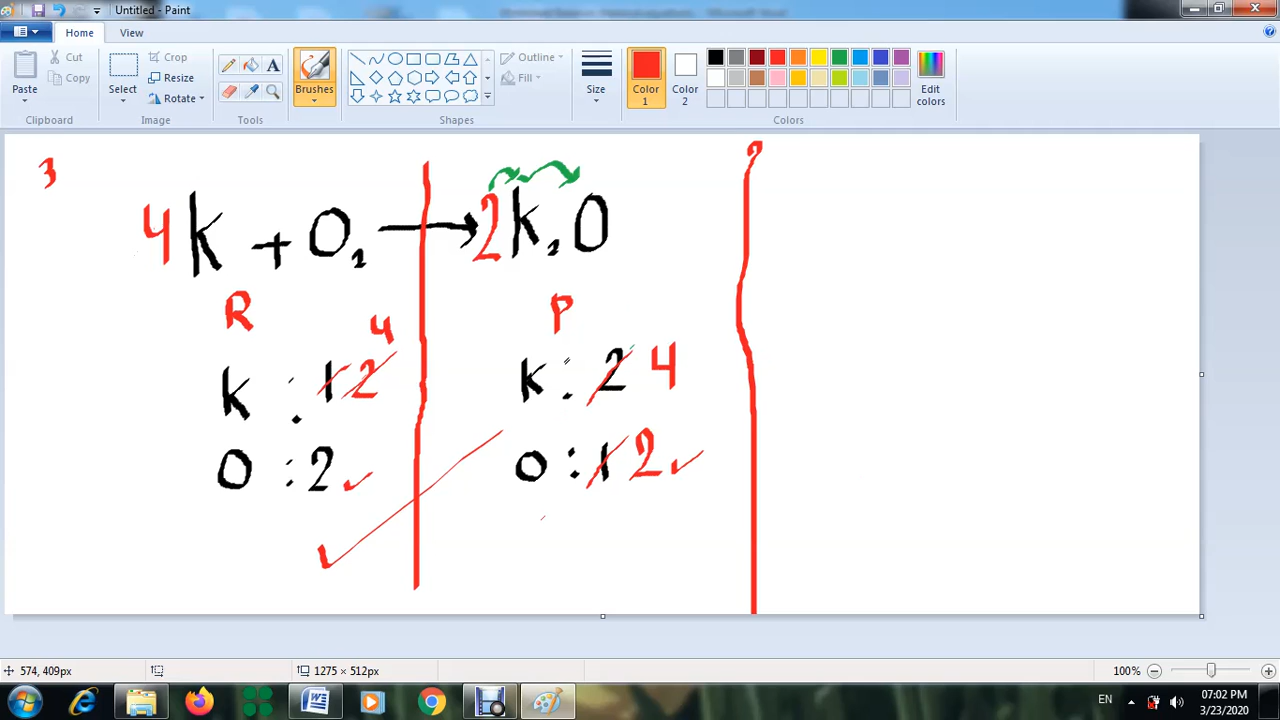 Untitled - Paint
Home View
Paste
Cut
Copy
Select
Crop
Resize
Rotate
Brushes
Outline
Fill
Size
Color 1
Color 2
Edit colors
Clipboard
Image
Tools
Shapes
Colors
3
4K + O₂ → 2K₂O
R
P
4
K : 1 2
K : 2 4
O : 2 ✓
O : 1 2 ✓
574, 409px
1275 × 512px
100%
EN
07:02 PM
3/23/2020